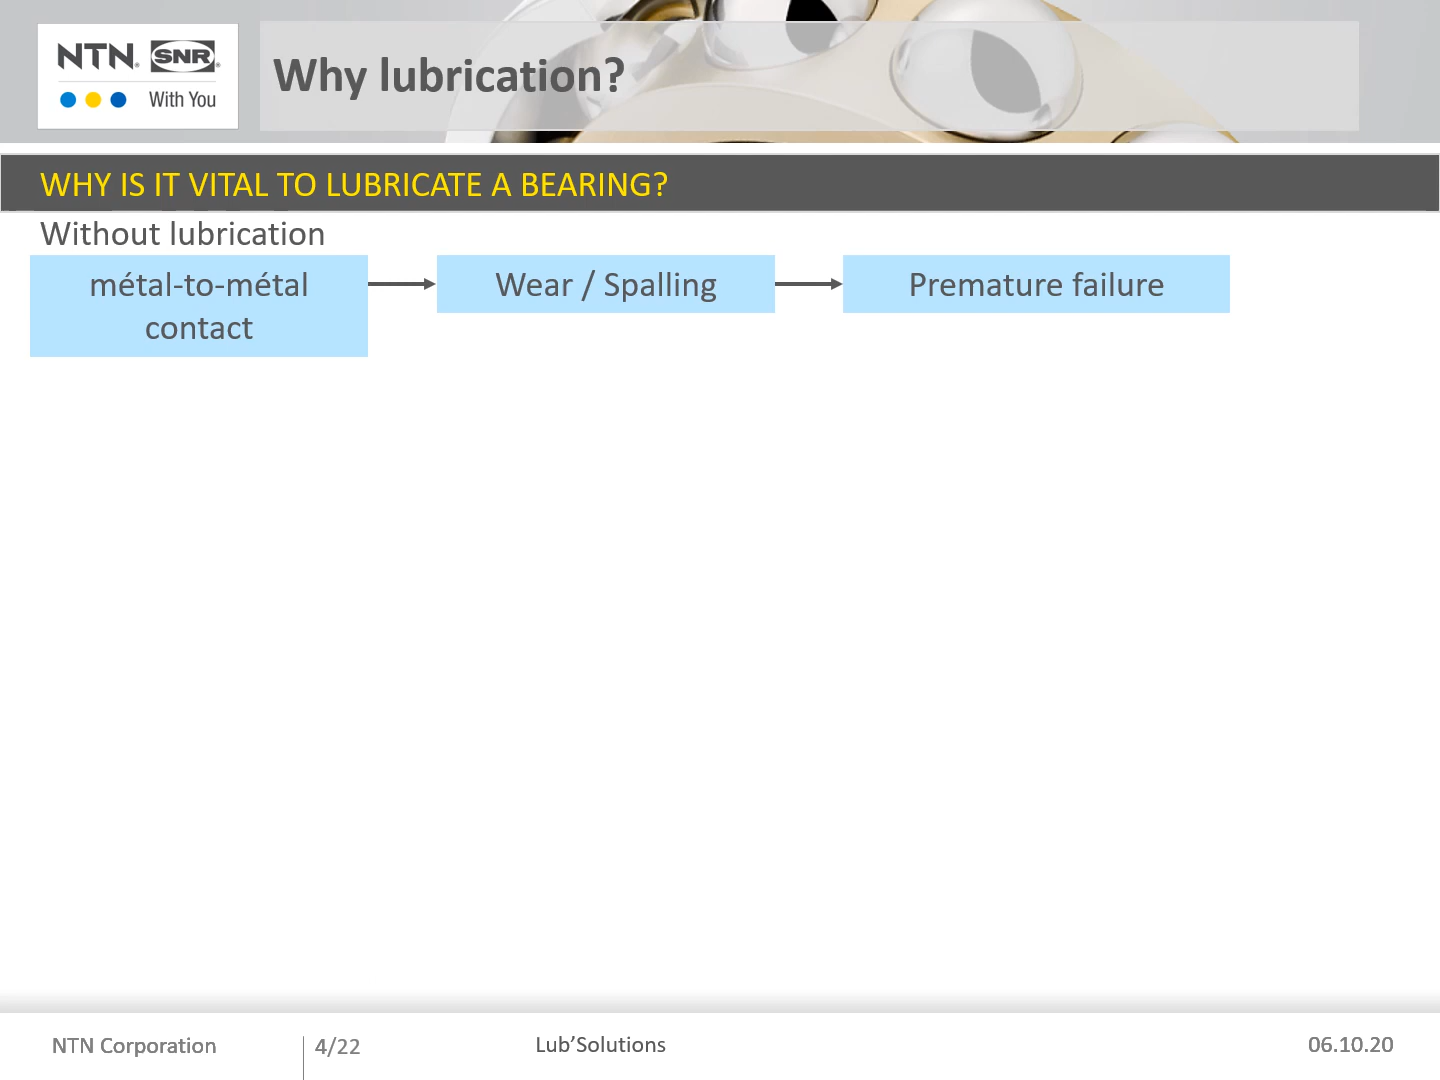 NTN. SNR.
With You
Why lubrication?
WHY IS IT VITAL TO LUBRICATE A BEARING?
Without lubrication
métal-to-métal
contact
Wear / Spalling
Premature failure
NTN Corporation
4/22
Lub’Solutions
06.10.20